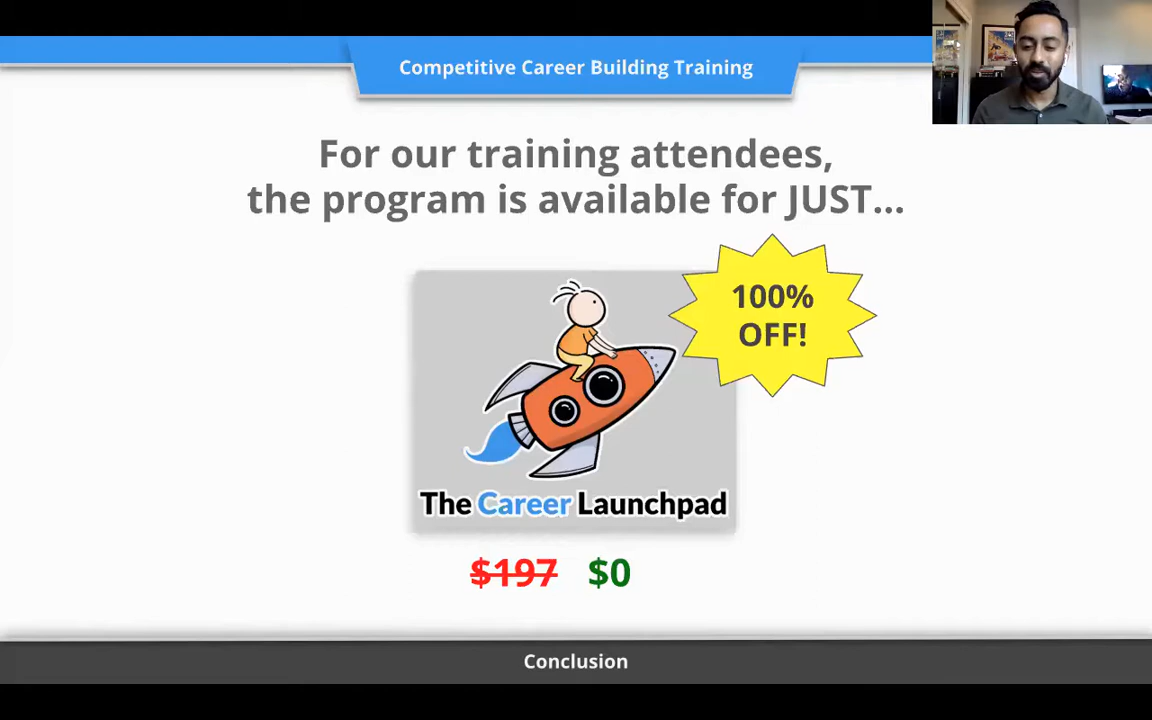 Competitive Career Building Training
For our training attendees,
the program is available for JUST...
100%
OFF!
The Career Launchpad
$197 $0
Conclusion